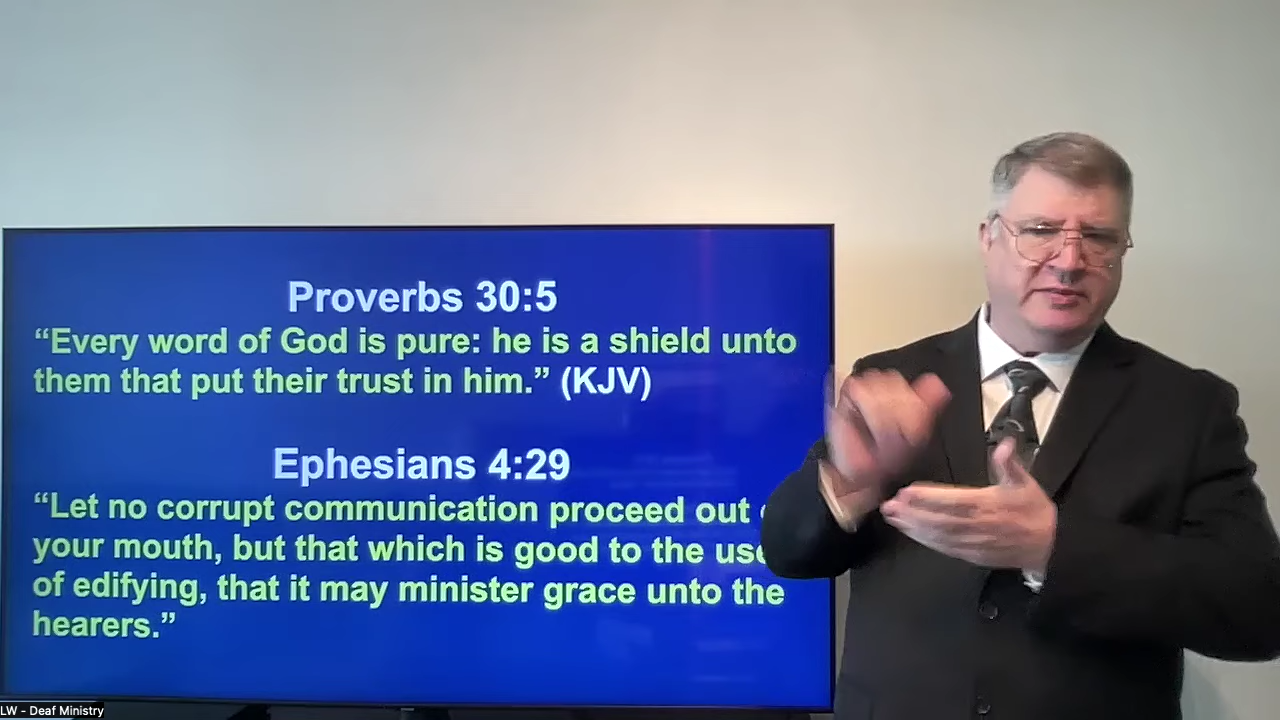 Proverbs 30:5
“Every word of God is pure: he is a shield unto
them that put their trust in him.” (KJV)
Ephesians 4:29
“Let no corrupt communication proceed out
your mouth, but that which is good to the use
of edifying, that it may minister grace unto the
hearers.”
LW - Deaf Ministry